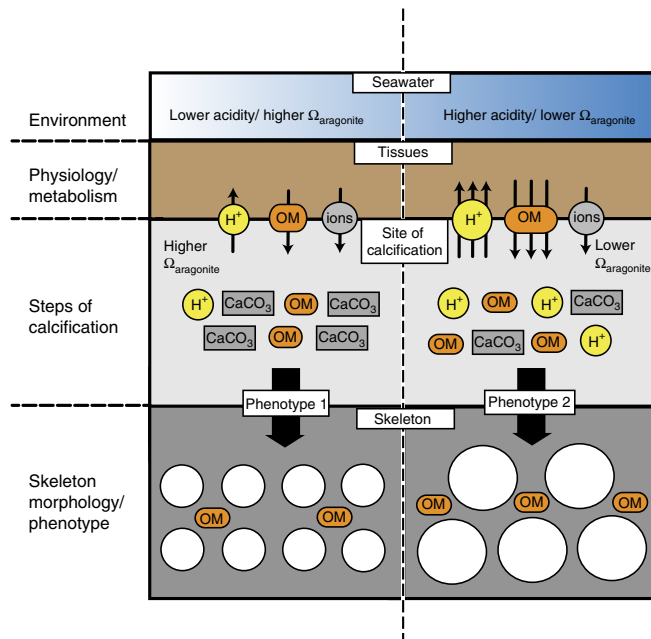 Seawater
Environment
Lower acidity/ higher Ωaragonite
Higher acidity/ lower Ωaragonite
Tissues
Physiology/
metabolism
H+
OM
ions
H+
OM
ions
Site of
calcification
Higher
Ωaragonite
Lower
Ωaragonite
Steps of
calcification
H+ CaCO3 OM CaCO3
CaCO3 OM CaCO3
H+ OM H+ CaCO3
OM CaCO3 OM H+
Phenotype 1
Phenotype 2
Skeleton
Skeleton
morphology/
phenotype
OM OM
OM OM OM